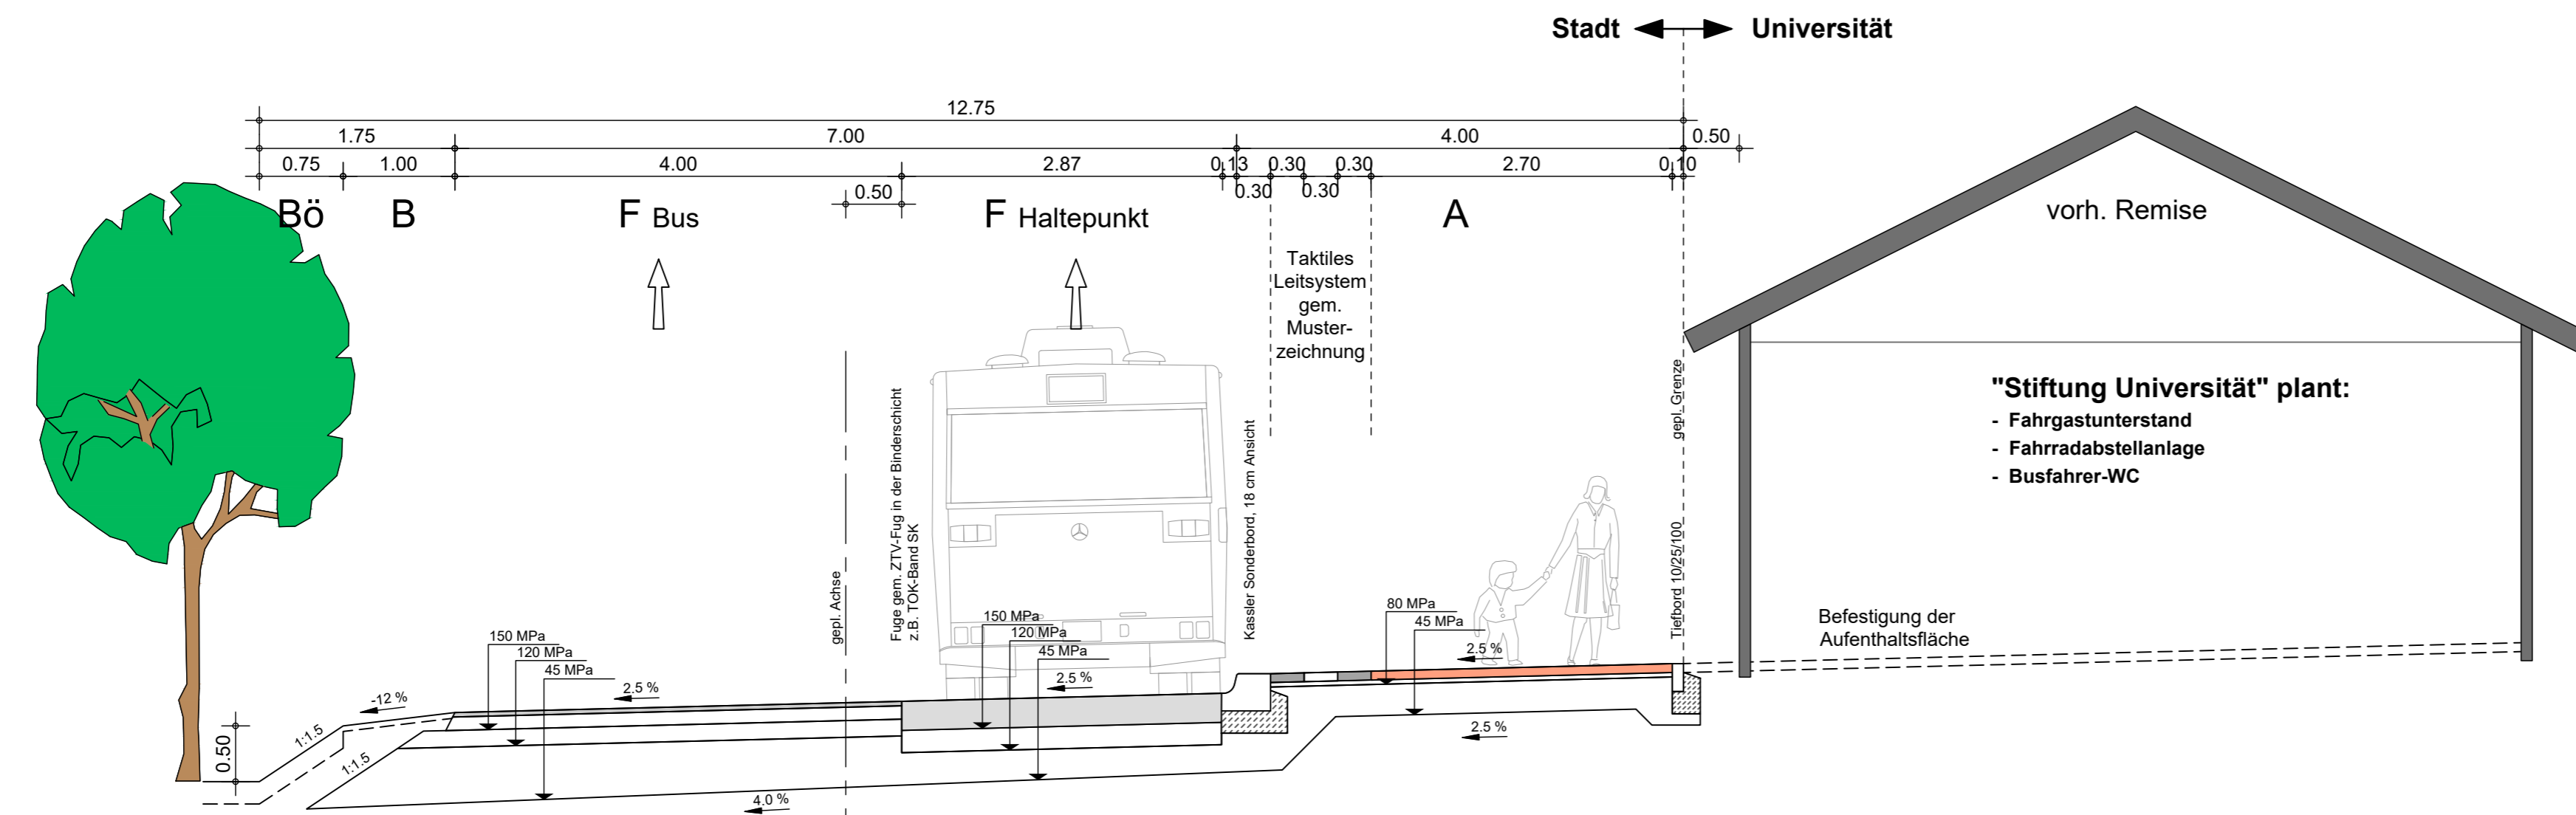 Stadt Universität
12.75
1.75 7.00 4.00 0.50
0.75 1.00 4.00 2.87 0.13 0.30 0.30 2.70 0.10
0.50 0.30 0.30
Bö B F Bus F Haltepunkt A
vorh. Remise
Taktiles
Leitsystem
gem.
Muster-
zeichnung
gepl. Achse
Fuge gem. ZTV-Fug in der Binderschicht
z.B. TOK-Band SK
Kassler Sonderbord, 18 cm Ansicht
gepl. Grenze
Tiefbord 10/25/100
"Stiftung Universität" plant:
- Fahrgastunterstand
- Fahrradabstellanlage
- Busfahrer-WC
Befestigung der
Aufenthaltsfläche
150 MPa
120 MPa
45 MPa
150 MPa
120 MPa
45 MPa
80 MPa
45 MPa
-12 %
2.5 %
2.5 %
2.5 %
2.5 %
4.0 %
1:1.5
1:1.5
0.50